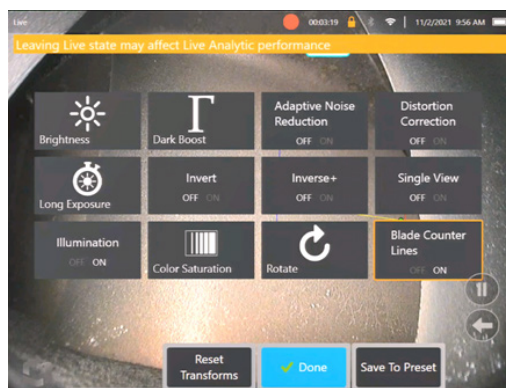 Live 00:03:19 11/2/2021 9:56 AM
Leaving Live state may affect Live Analytic performance
Brightness
Dark Boost
Adaptive Noise
Reduction
OFF ON
Distortion
Correction
OFF ON
Long Exposure
Invert
OFF ON
Inverse+
OFF ON
Single View
OFF ON
Illumination
OFF ON
Color Saturation
Rotate
Blade Counter
Lines
OFF ON
Reset
Transforms
Done
Save To Preset